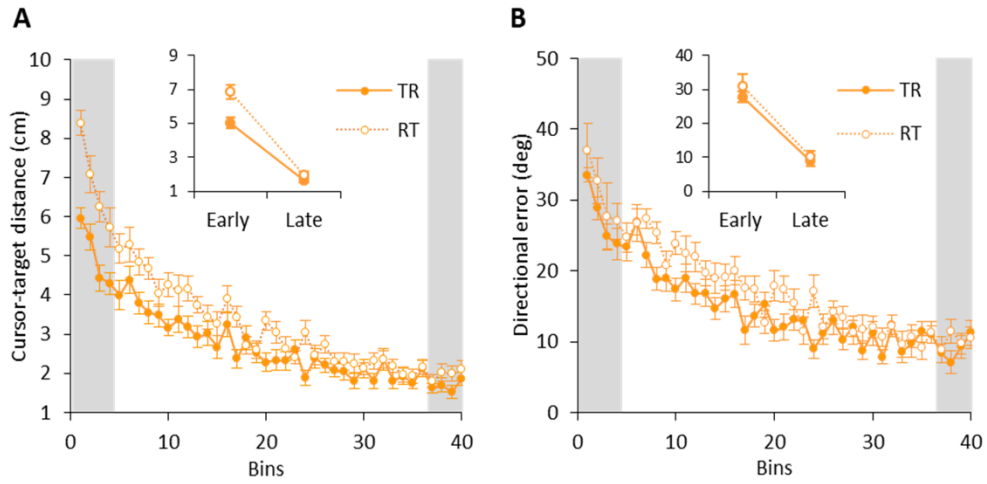 A
Cursor-target distance (cm)
10
9
8
7
6
5
4
3
2
1
0
10
20
30
40
Bins
9
7
5
3
1
Early
Late
TR
RT
B
Directional error (deg)
50
40
30
20
10
0
0
10
20
30
40
Bins
40
30
20
10
0
Early
Late
TR
RT